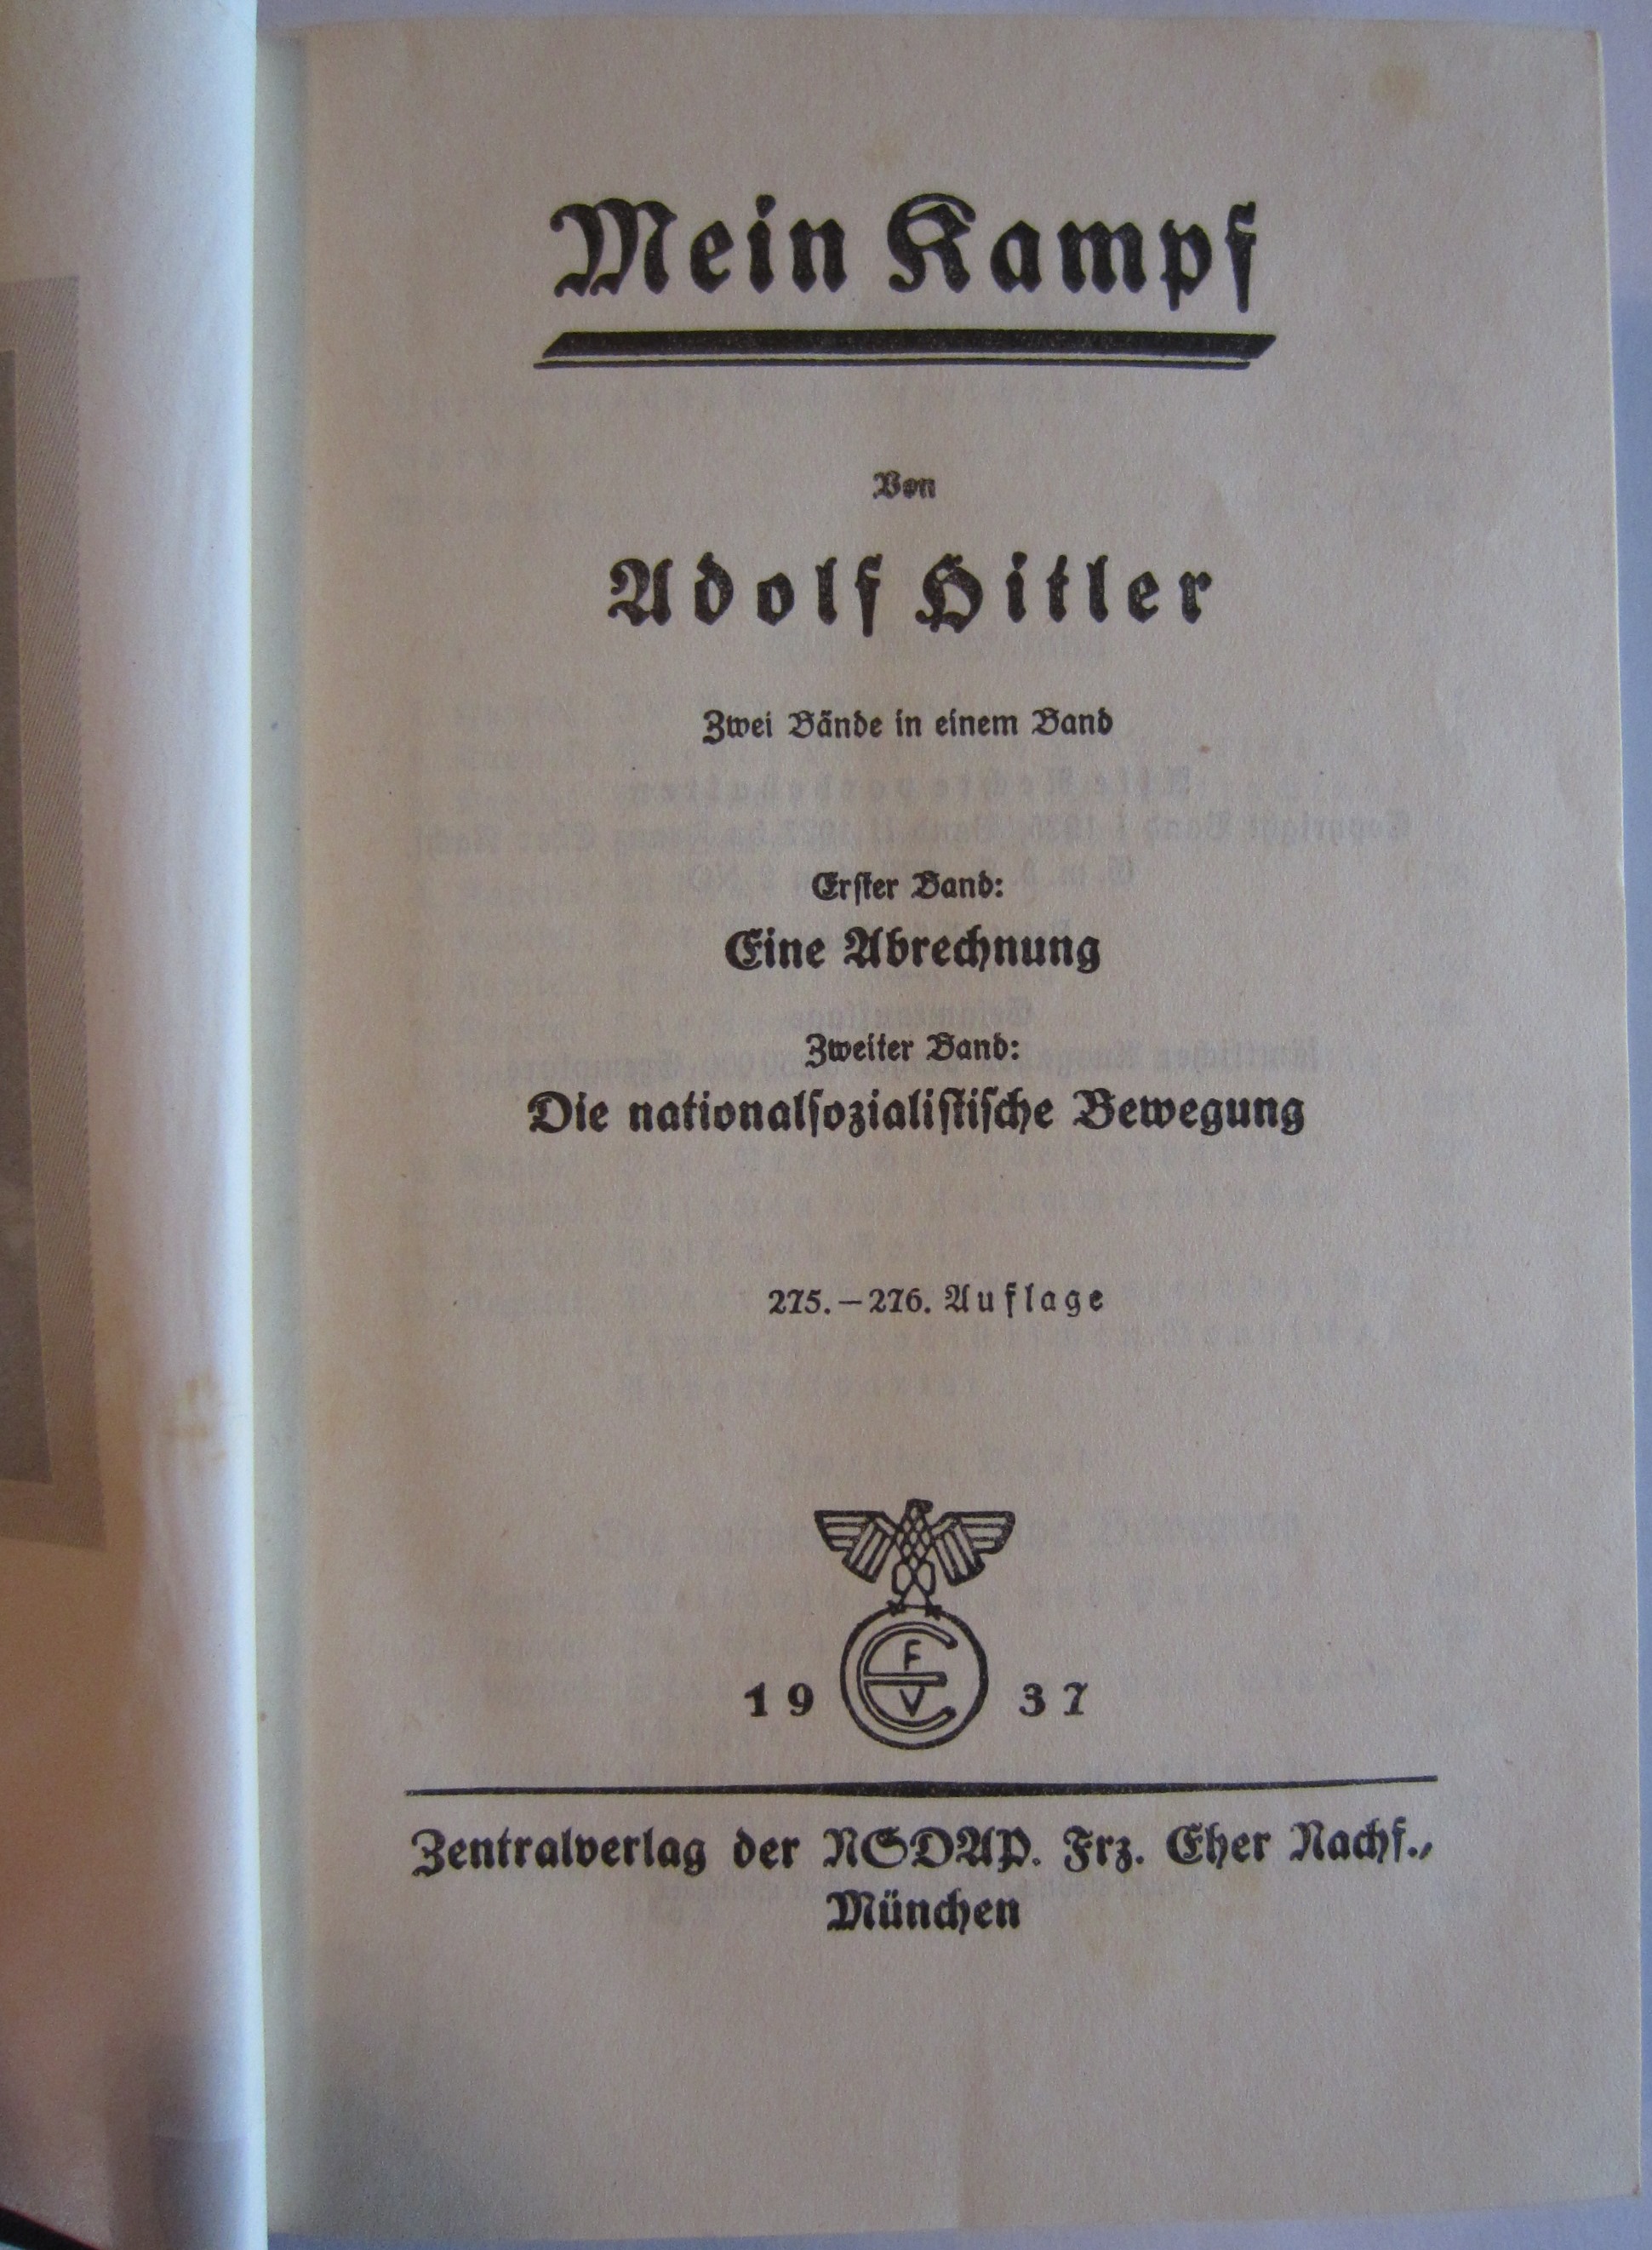 Mein Kampf
Von
Adolf Hitler
Zwei Bände in einem Band
Erster Band:
Eine Abrechnung
Zweiter Band:
Die nationalſozialiſtiſche Bewegung
275.–276. Auflage
F
E
V
19 37
Zentralverlag der NSDAP. Frz. Eher Nachf.,
München